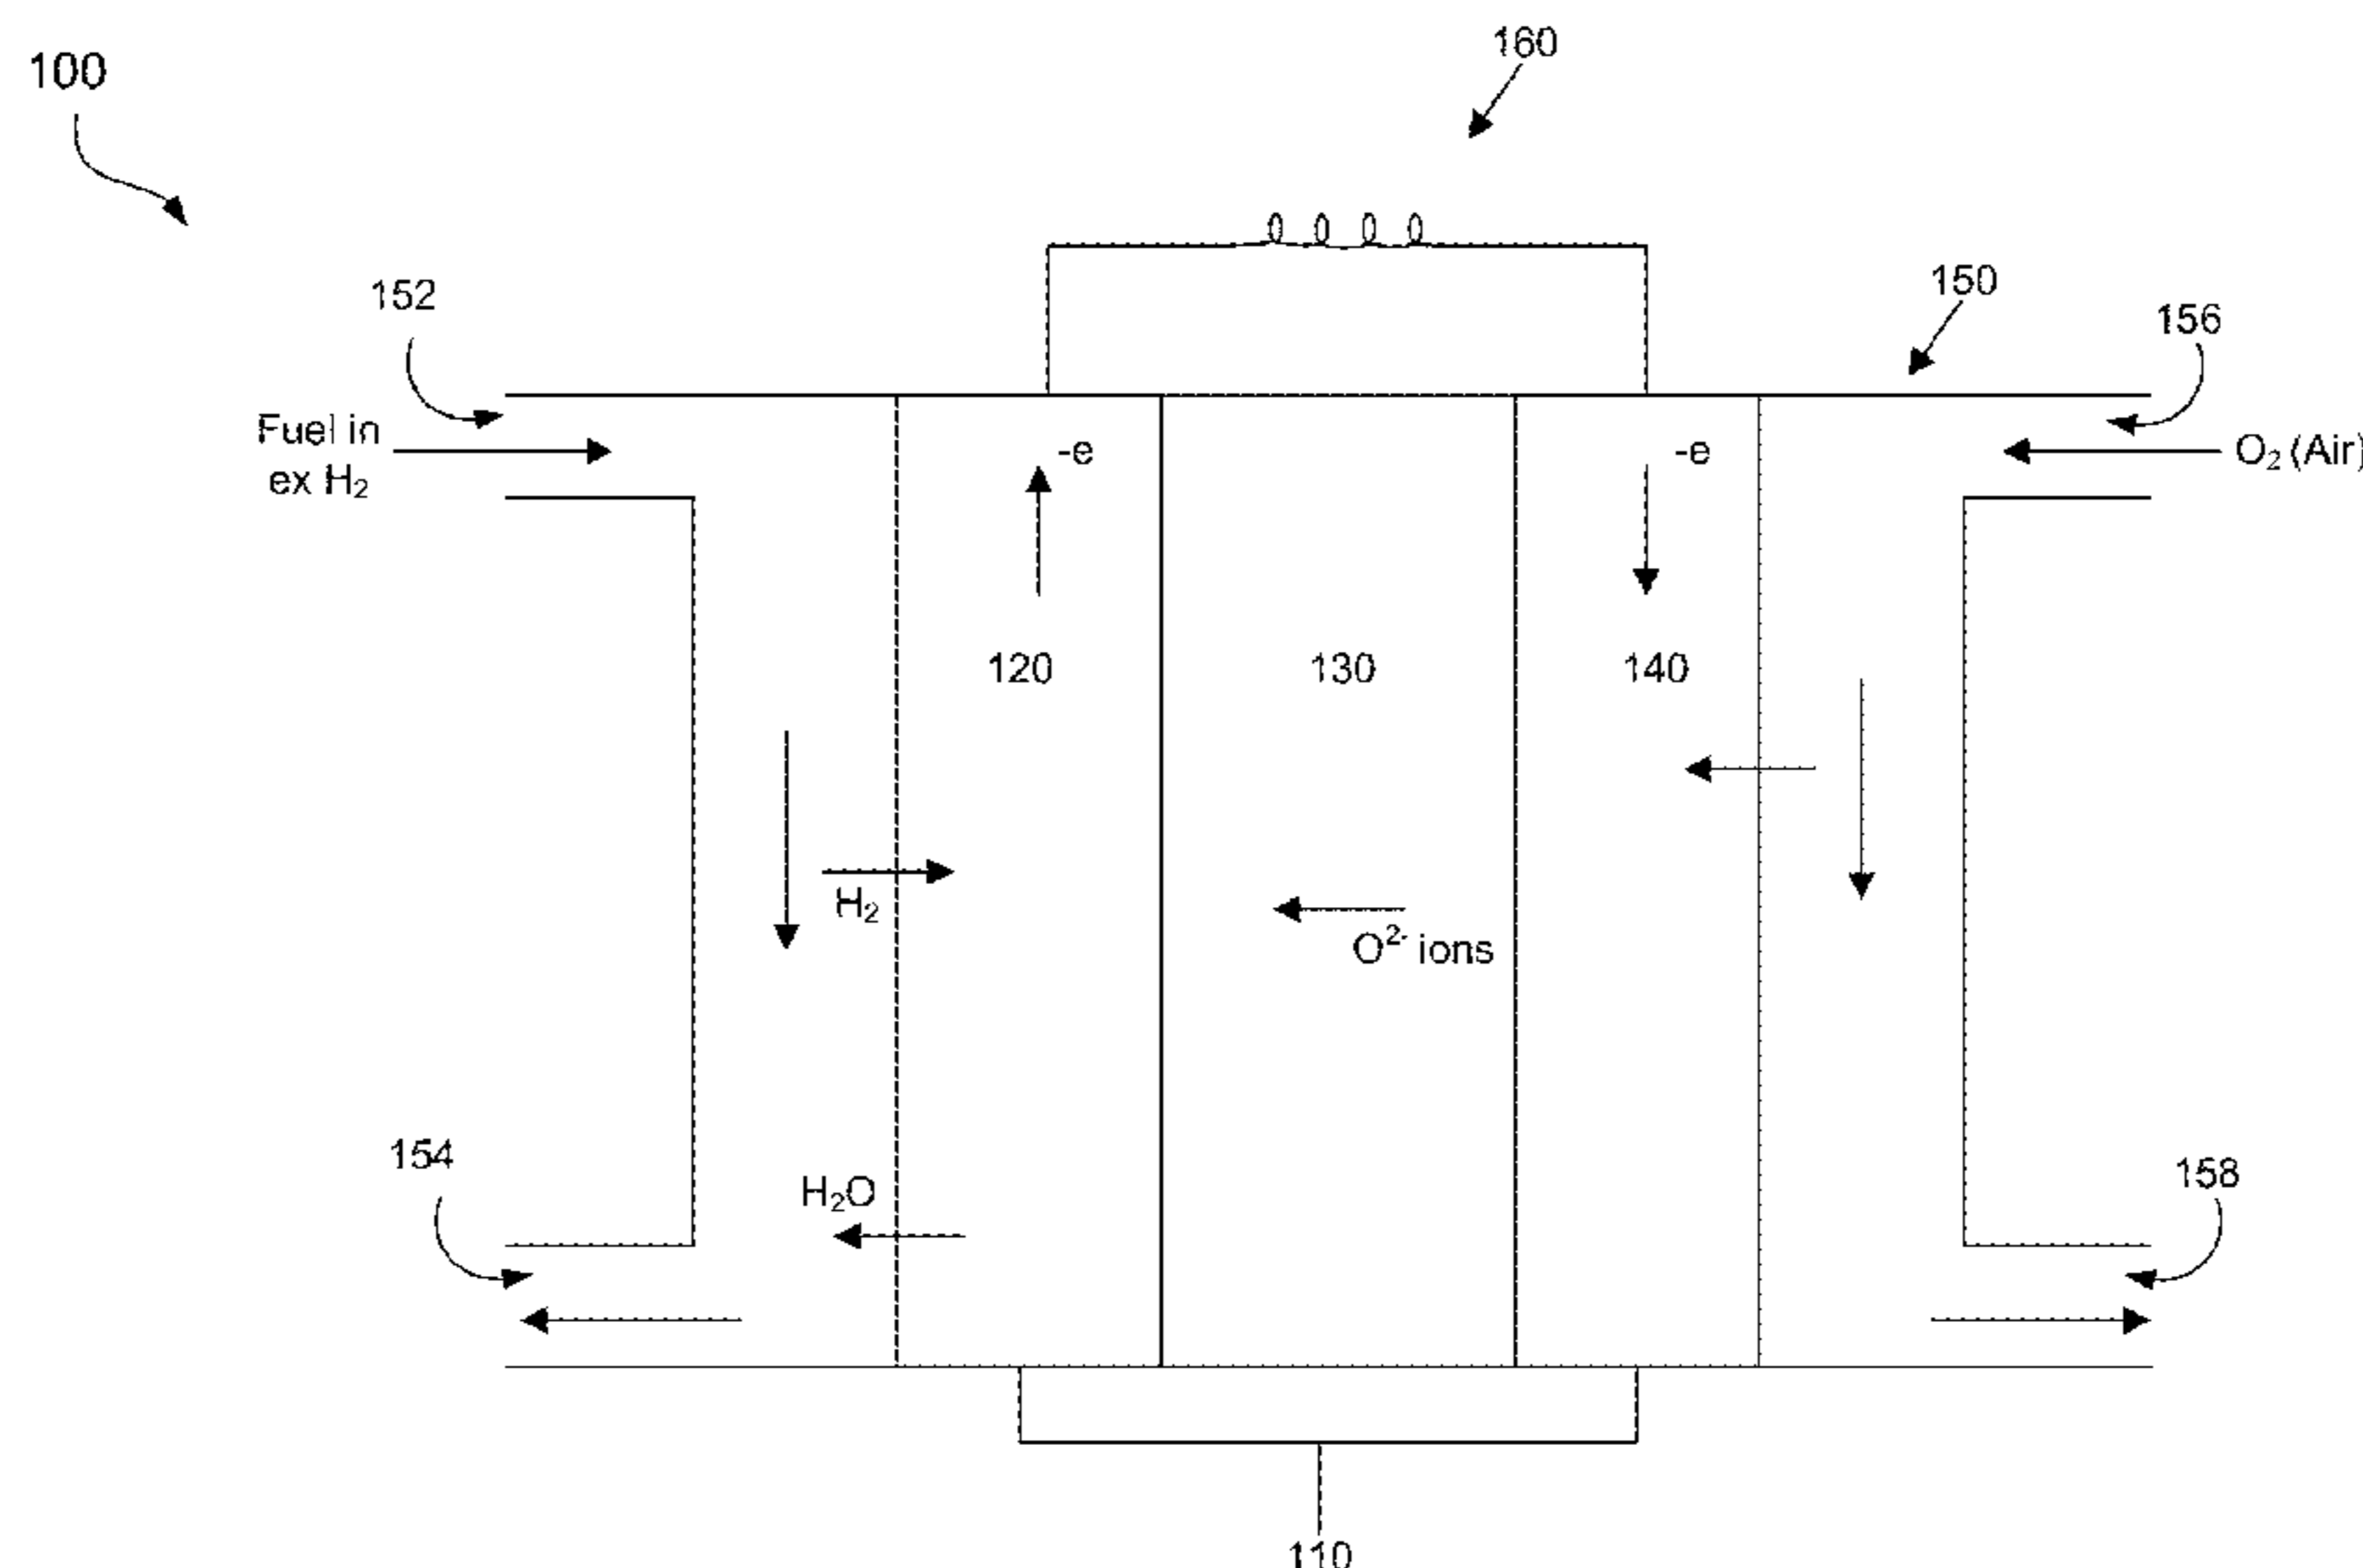 160
100
150
152
156
Fuel in
ex H₂
-e
-e
O₂ (Air)
120
130
140
H₂
O²⁻ ions
154
158
H₂O
110